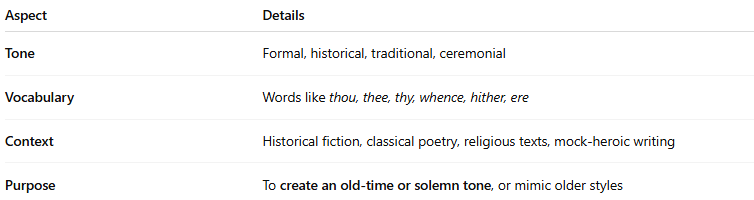 Aspect Details
Tone Formal, historical, traditional, ceremonial
Vocabulary Words like thou, thee, thy, whence, hither, ere
Context Historical fiction, classical poetry, religious texts, mock-heroic writing
Purpose To create an old-time or solemn tone, or mimic older styles